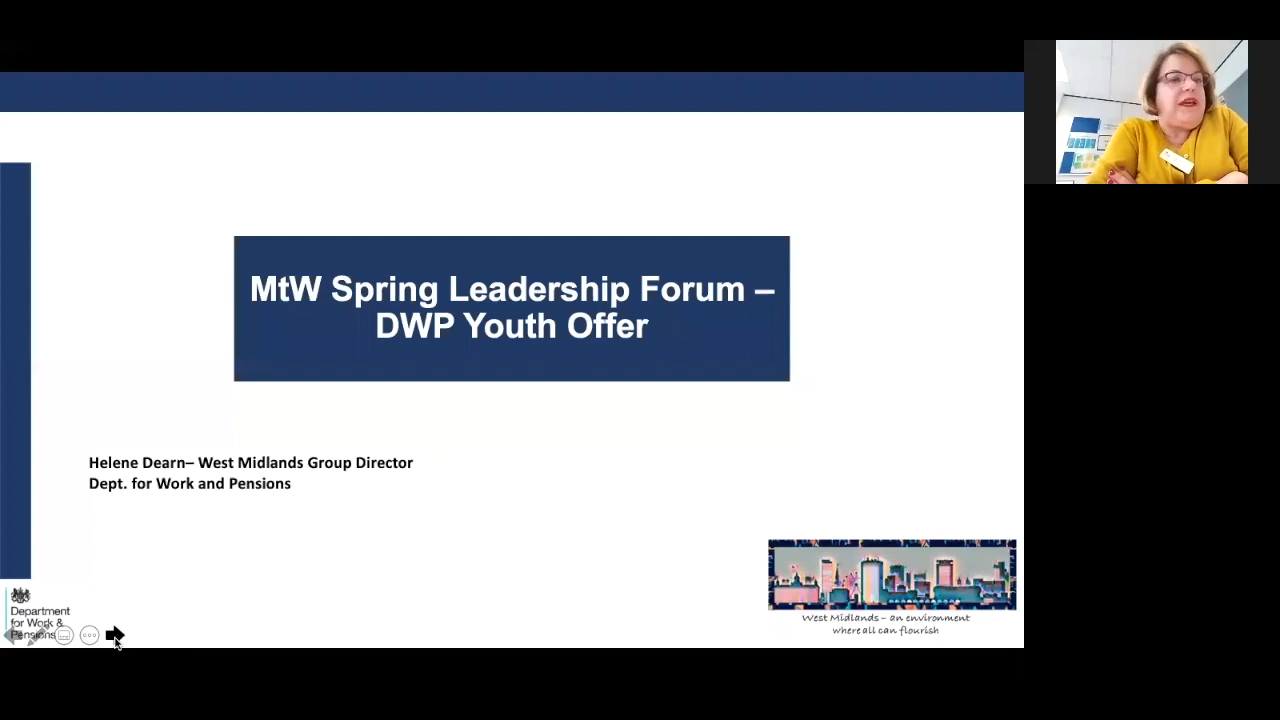 MtW Spring Leadership Forum –
DWP Youth Offer
Helene Dearn– West Midlands Group Director
Dept. for Work and Pensions
Department
for Work &
Pensions
West Midlands – an environment
where all can flourish